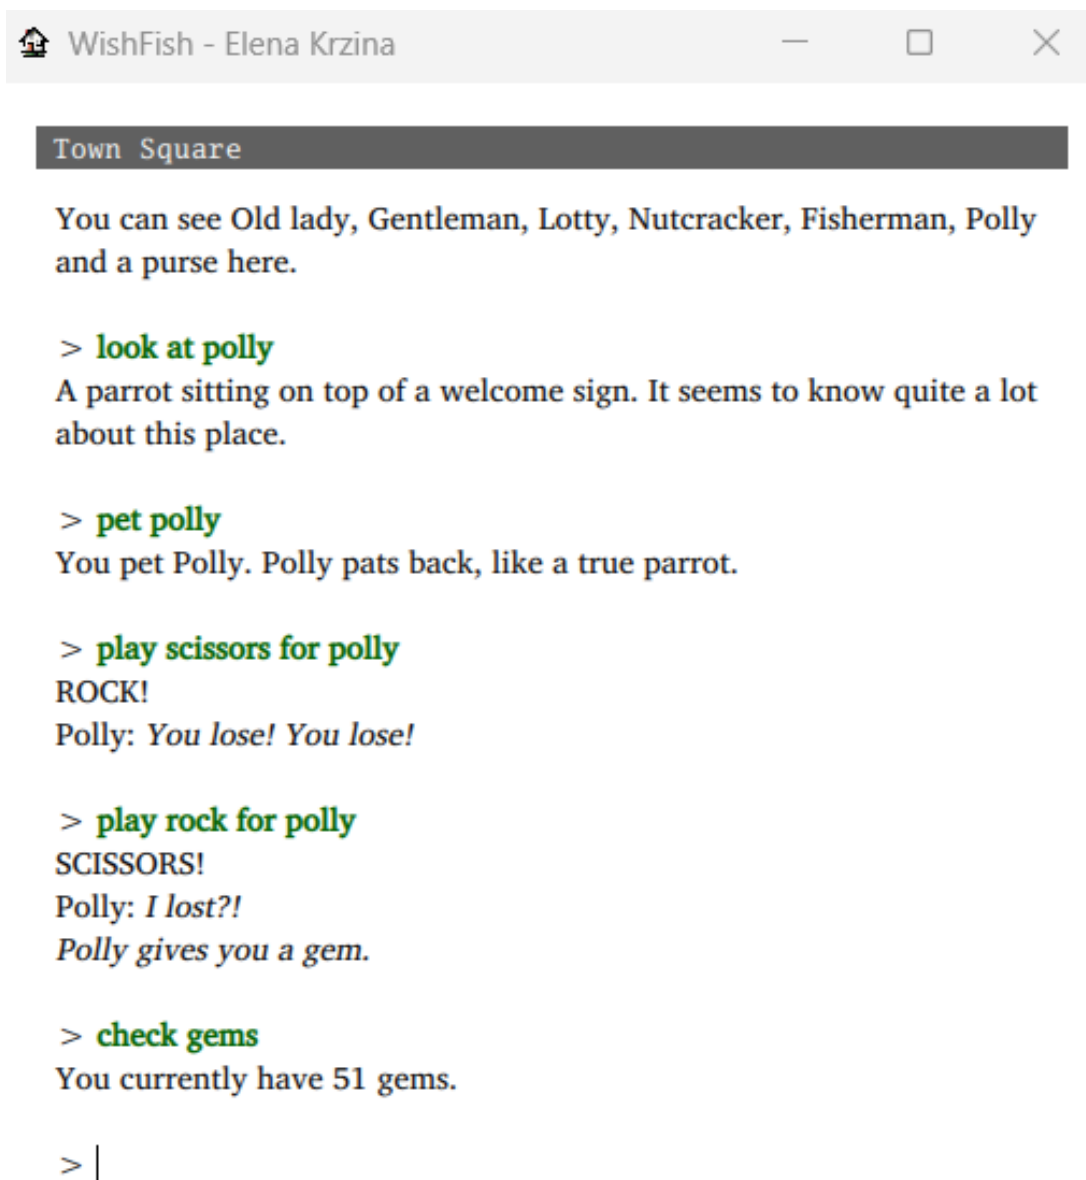 WishFish - Elena Krzina
Town Square
You can see Old lady, Gentleman, Lotty, Nutcracker, Fisherman, Polly
and a purse here.
> look at polly
A parrot sitting on top of a welcome sign. It seems to know quite a lot
about this place.
> pet polly
You pet Polly. Polly pats back, like a true parrot.
> play scissors for polly
ROCK!
Polly: You lose! You lose!
> play rock for polly
SCISSORS!
Polly: I lost?!
Polly gives you a gem.
> check gems
You currently have 51 gems.
>